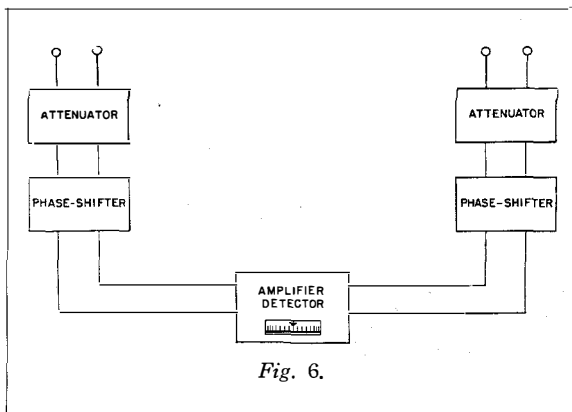 ATTENUATOR
ATTENUATOR
PHASE-SHIFTER
PHASE-SHIFTER
AMPLIFIER
DETECTOR
Fig. 6.